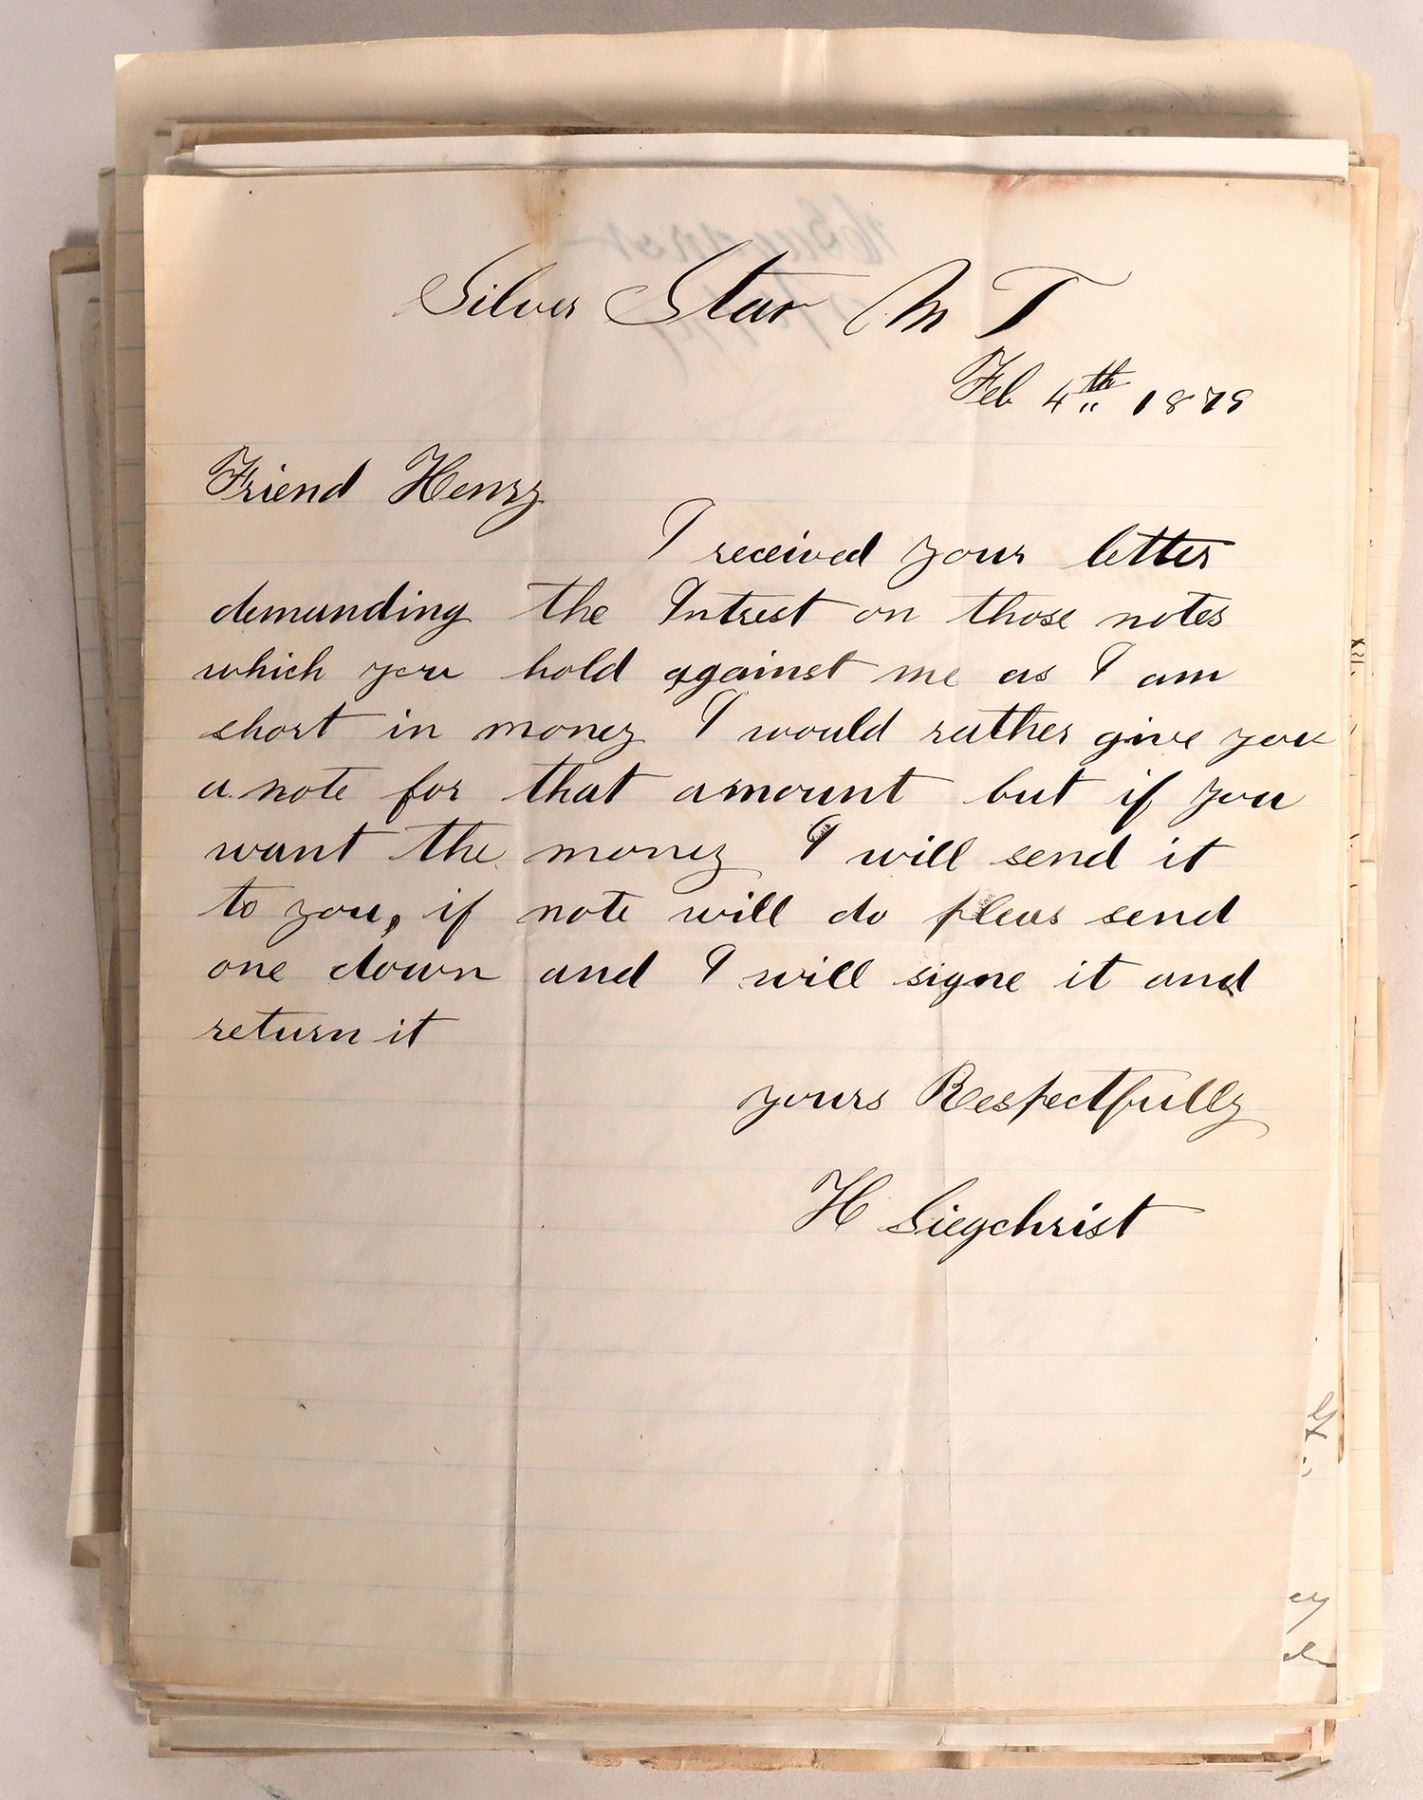 Silver Star M T
Feb 4th 1879
Friend Henry
I received your letter
demanding the Intrest on those notes
which you hold against me as I am
short in money I would rather give you
a note for that amount but if you
want the money I will send it
to you, if note will do pleas send
one down and I will signe it and
return it
yours Respectfully
H Siegchrist